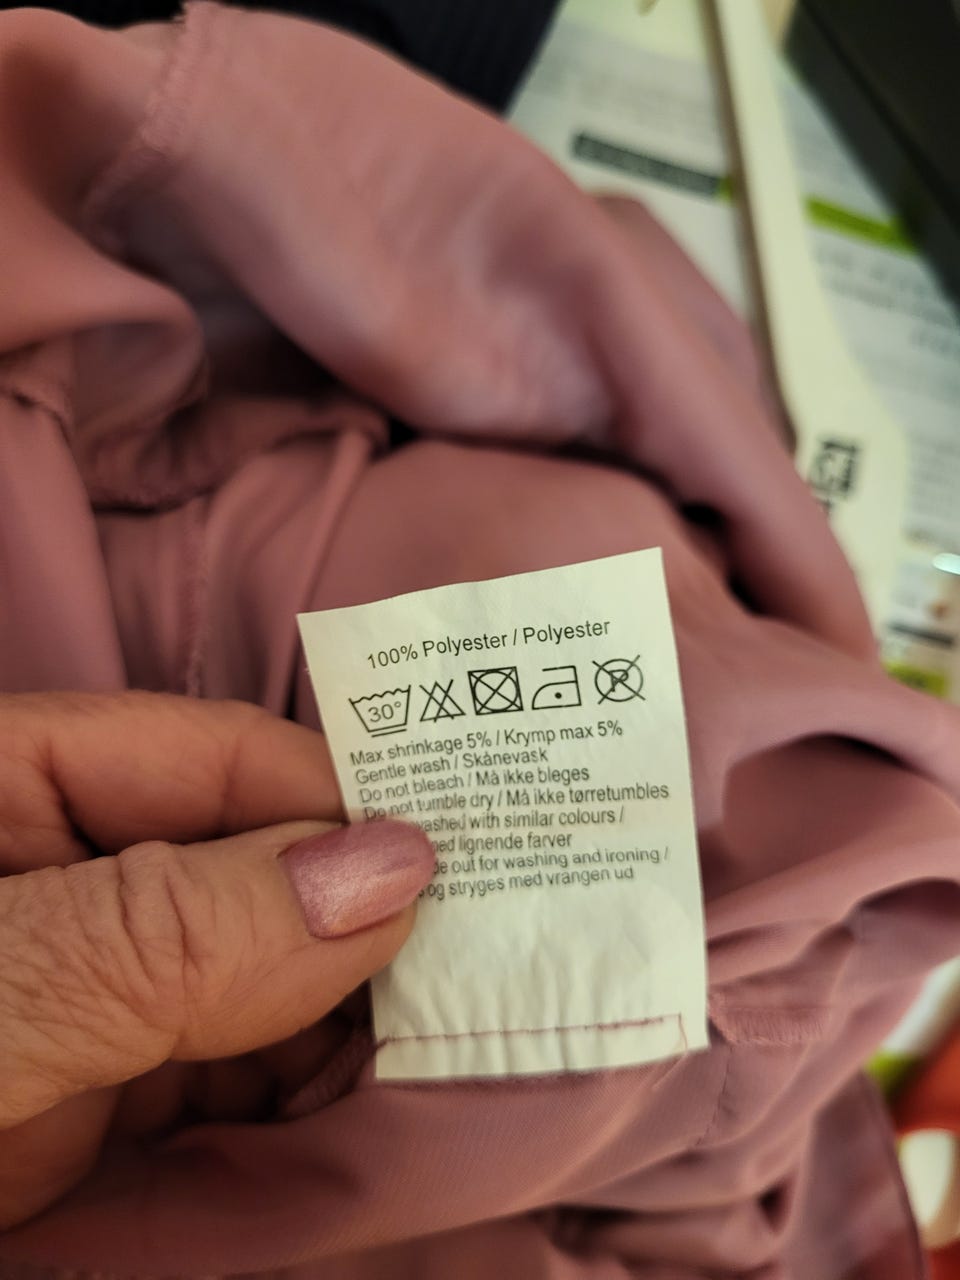 100% Polyester / Polyester
30°
P
Max shrinkage 5% / Krymp max 5%
Gentle wash / Skånevask
Do not bleach / Må ikke bleges
Do not tumble dry / Må ikke tørretumbles
washed with similar colours /
ned lignende farver
de out for washing and ironing /
og stryges med vrangen ud